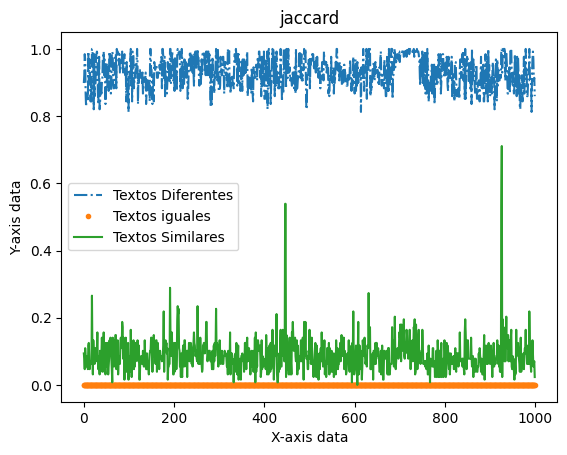 jaccard
1.0
0.8
0.6
0.4
0.2
0.0
Y-axis data
Textos Diferentes
Textos iguales
Textos Similares
0
200
400
600
800
1000
X-axis data